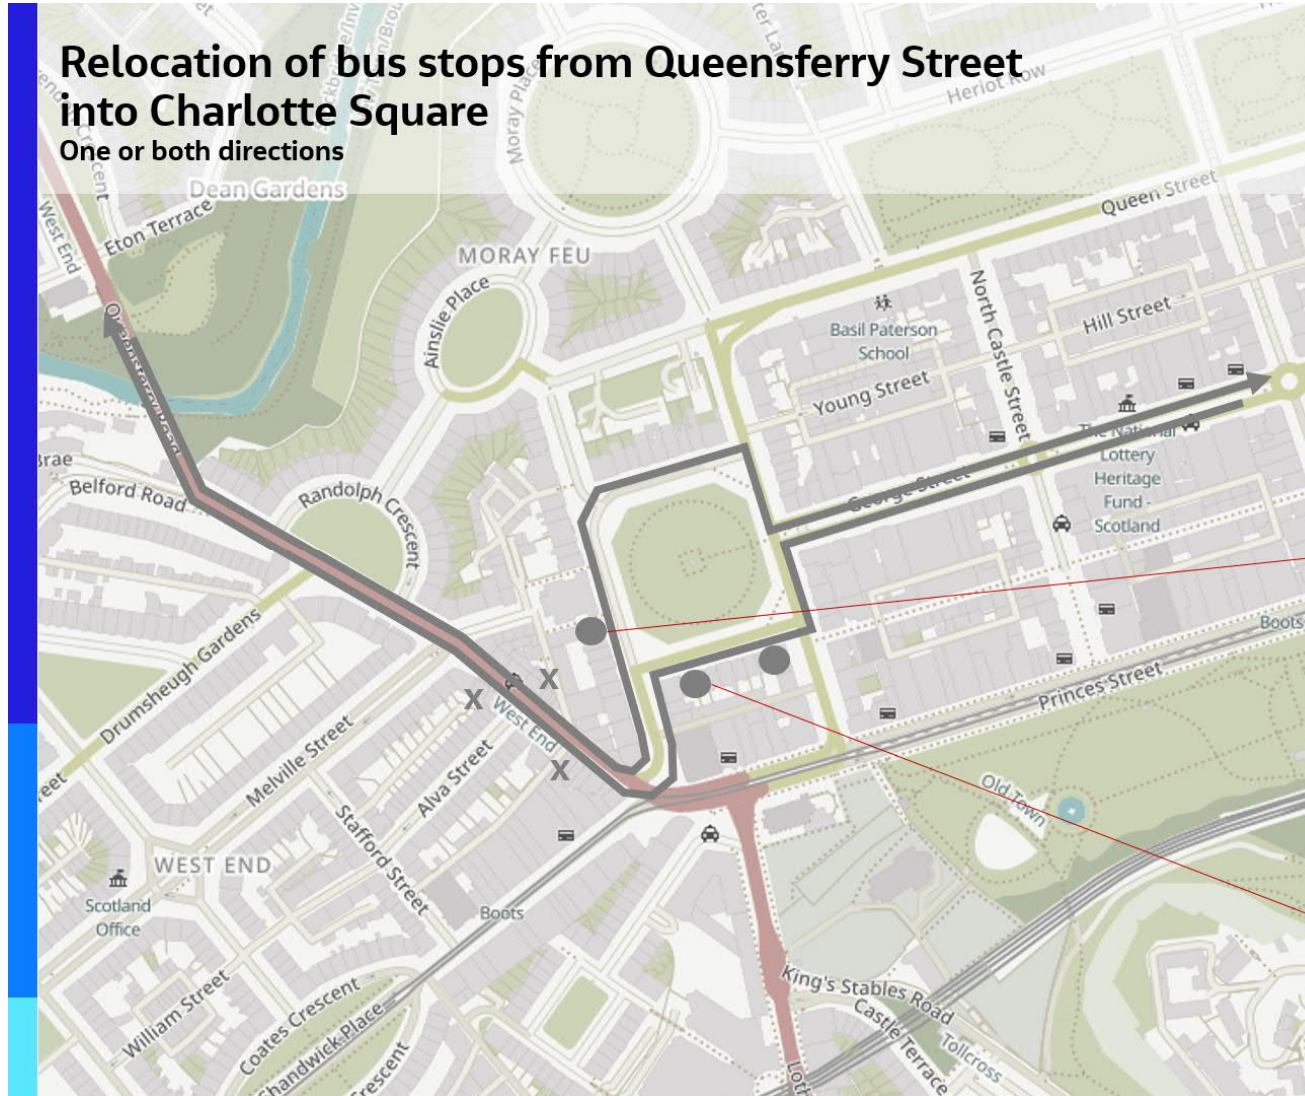 Relocation of bus stops from Queensferry Street
into Charlotte Square
One or both directions
Heriot Row
Moray Place
Crescent
Dean Gardens
Eton Terrace
West End
Queen Street
MORAY FEU
Ainslie Place
Basil Paterson
School
North Castle Street
Hill Street
Young Street
The National
Lottery
Heritage
Fund -
Scotland
George Street
Belford Road
Randolph Crescent
Drumsheugh Gardens
Boots
Princes Street
X
X
X
West End
Melville Street
Alva Street
Stafford Street
Old Town
WEST END
Scotland
Office
Boots
William Street
Coates Crescent
King's Stables Road
Castle Terrace
Tollcross